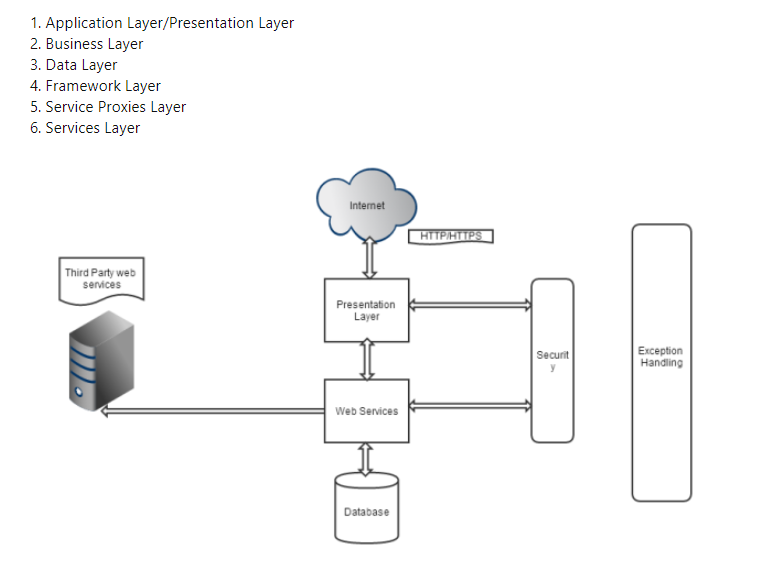 1. Application Layer/Presentation Layer
2. Business Layer
3. Data Layer
4. Framework Layer
5. Service Proxies Layer
6. Services Layer
Internet
HTTP/HTTPS
Third Party web
services
Presentation
Layer
Securit
y
Exception
Handling
Web Services
Database